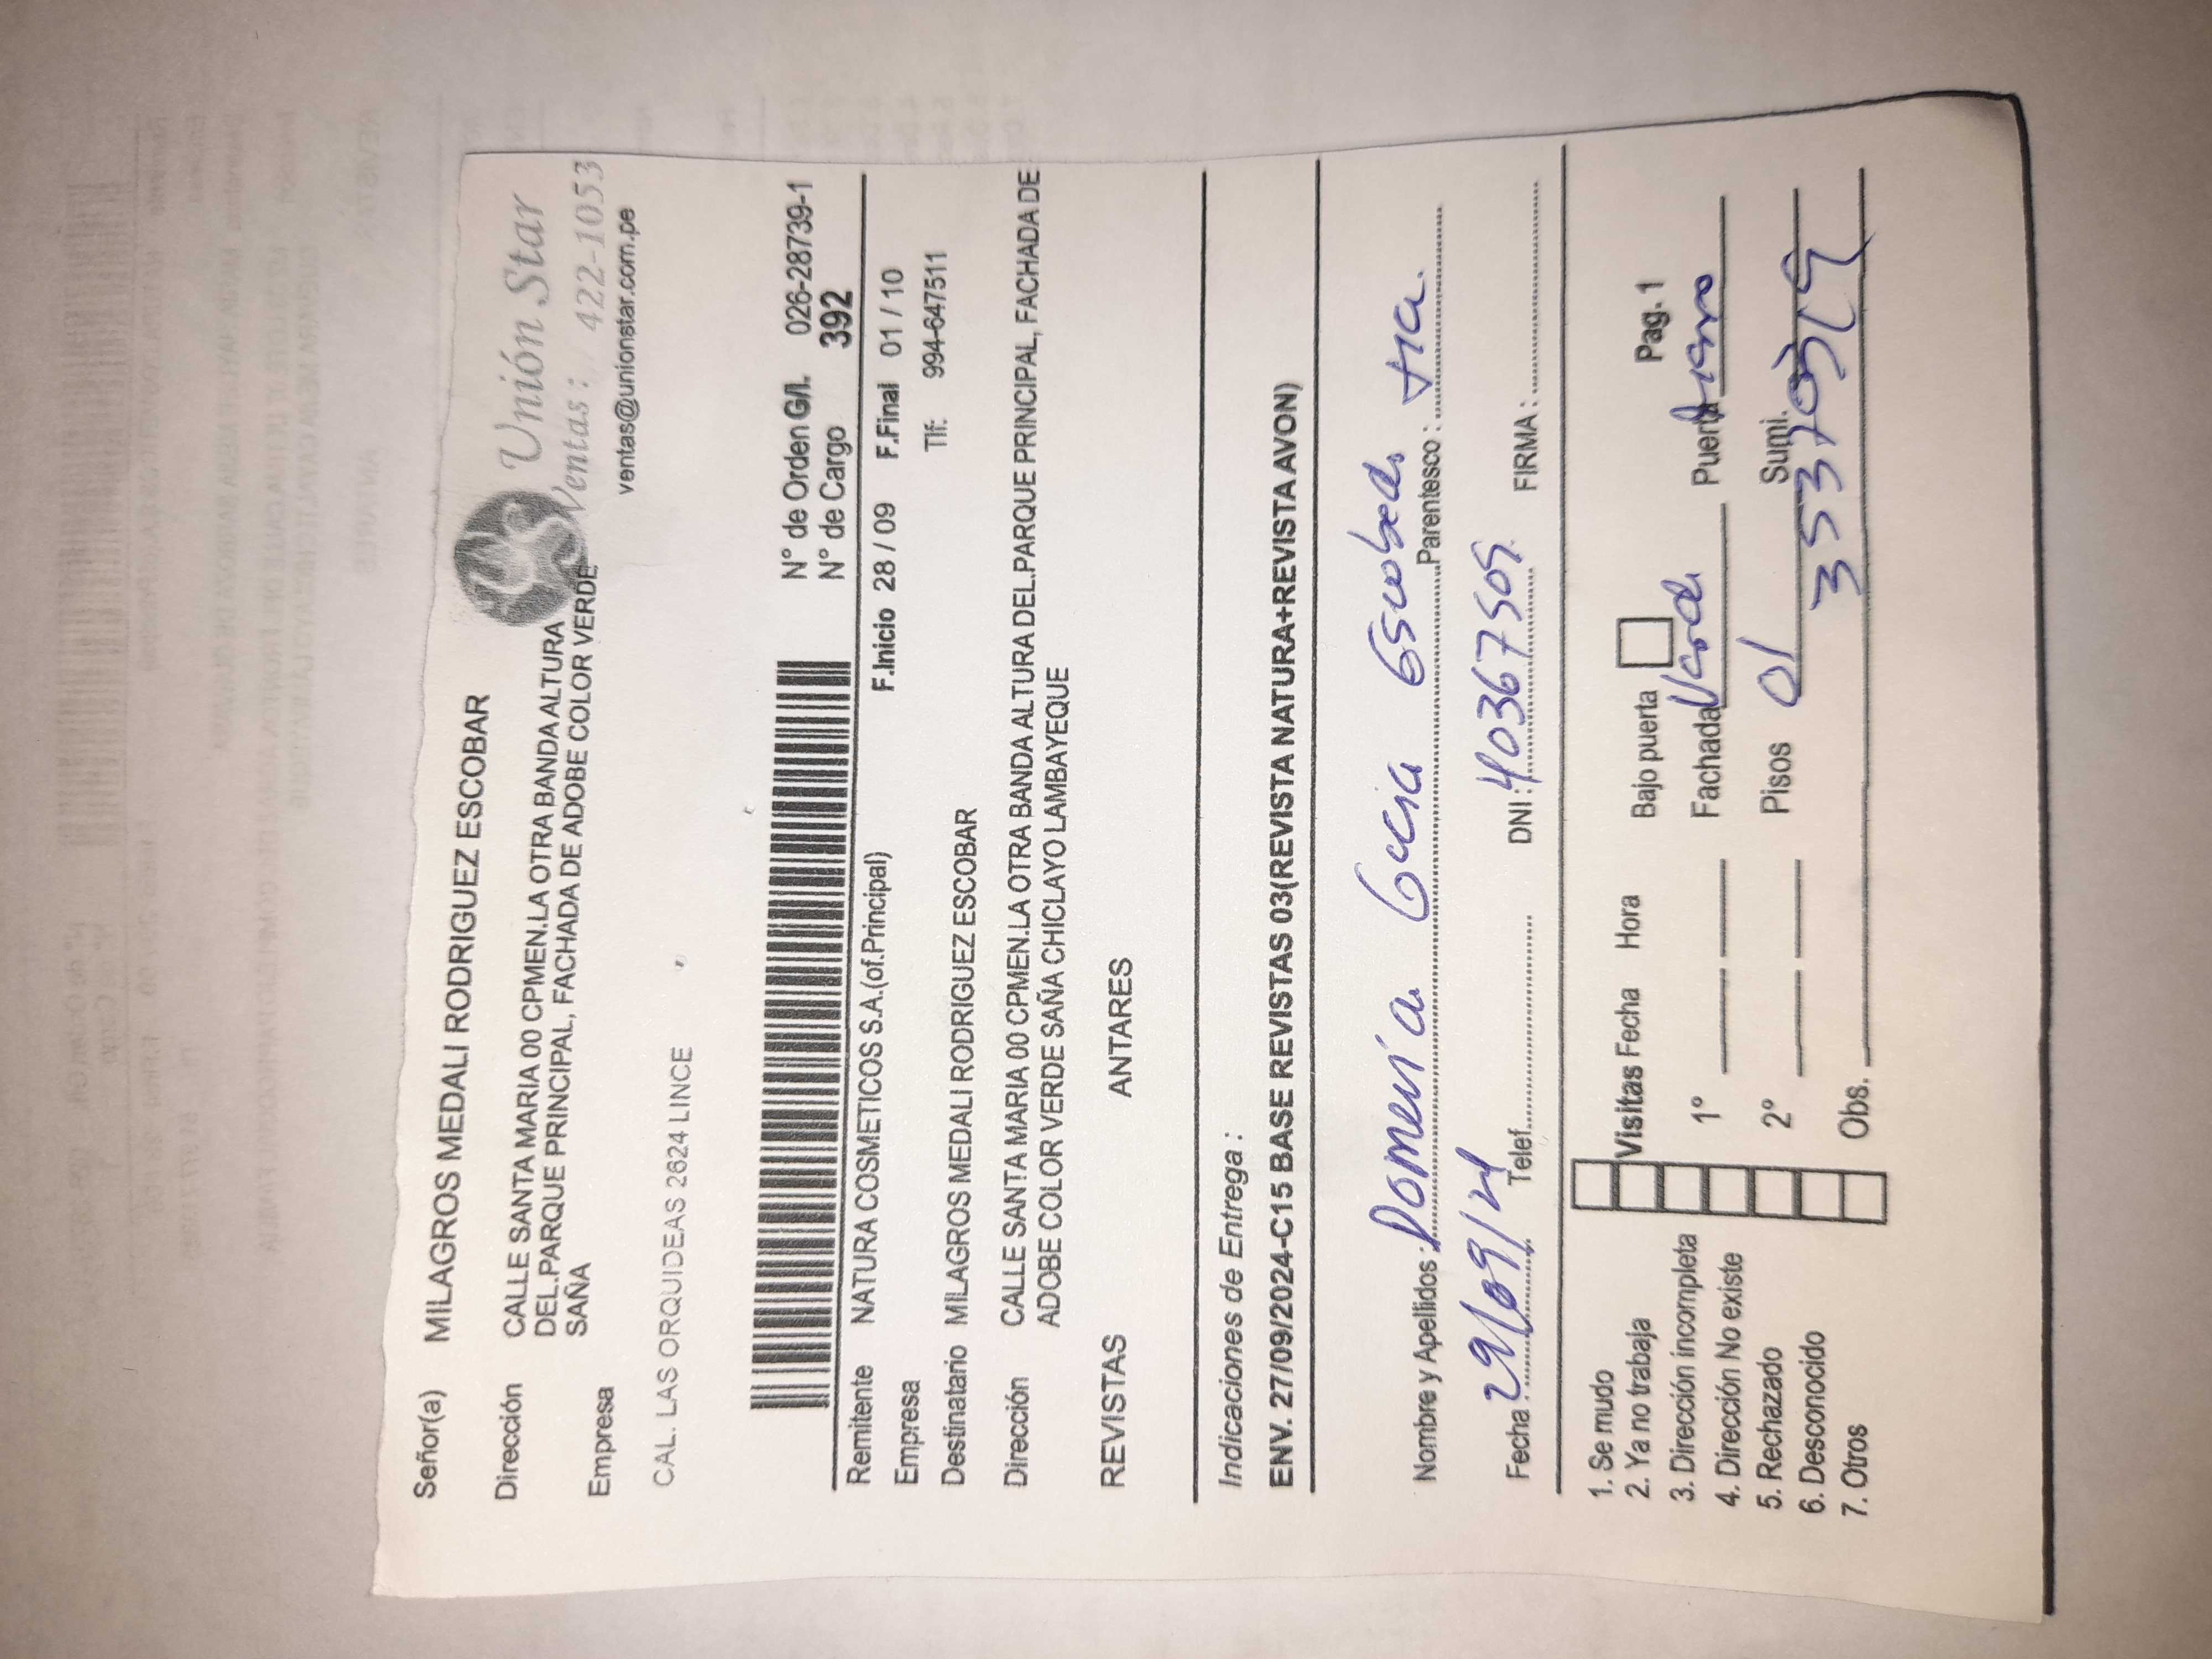 Señor(a) MILAGROS MEDALI RODRIGUEZ ESCOBAR
Unión Star
Ventas : 422-1053
ventas@unionstar.com.pe
Dirección CALLE SANTA MARIA 00 CPMEN.LA OTRA BANDA ALTURA
DEL.PARQUE PRINCIPAL, FACHADA DE ADOBE COLOR VERDE
SAÑA
Empresa
CAL. LAS ORQUIDEAS 2624 LINCE
N° de Orden G/I. 026-28739-1
N° de Cargo 392
Remitente NATURA COSMETICOS S.A.(of.Principal) F.Inicio 28 / 09 F.Final 01 / 10
Empresa Tlf: 994-647511
Destinatario MILAGROS MEDALI RODRIGUEZ ESCOBAR
Dirección CALLE SANTA MARIA 00 CPMEN.LA OTRA BANDA ALTURA DEL.PARQUE PRINCIPAL, FACHADA DE
ADOBE COLOR VERDE SAÑA CHICLAYO LAMBAYEQUE
REVISTAS ANTARES
Indicaciones de Entrega :
ENV. 27/09/2024-C15 BASE REVISTAS 03(REVISTA NATURA+REVISTA AVON)
Nombre y Apellidos : Parentesco : tia
Fecha : Telef. DNI : 40367509 FIRMA :
1. Se mudo
2. Ya no trabaja Visitas Fecha Hora Bajo puerta Pag. 1
3. Dirección incompleta 1° Fachada Verde Puerta
4. Dirección No existe
5. Rechazado 2° Pisos 01 Sumi.
6. Desconocido
7. Otros Obs.